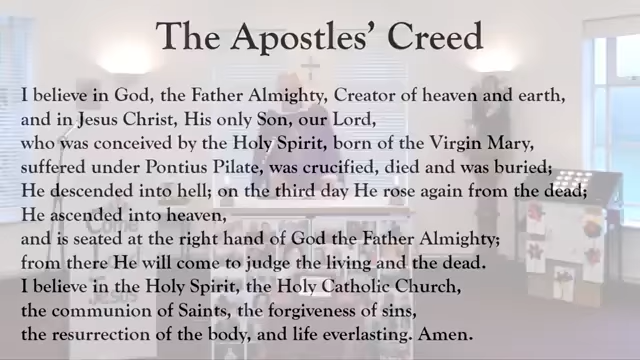 The Apostles' Creed
I believe in God, the Father Almighty, Creator of heaven and earth,
and in Jesus Christ, His only Son, our Lord,
who was conceived by the Holy Spirit, born of the Virgin Mary,
suffered under Pontius Pilate, was crucified, died and was buried;
He descended into hell; on the third day He rose again from the dead;
He ascended into heaven,
and is seated at the right hand of God the Father Almighty;
from there He will come to judge the living and the dead.
I believe in the Holy Spirit, the Holy Catholic Church,
the communion of Saints, the forgiveness of sins,
the resurrection of the body, and life everlasting. Amen.
Come
Jesus